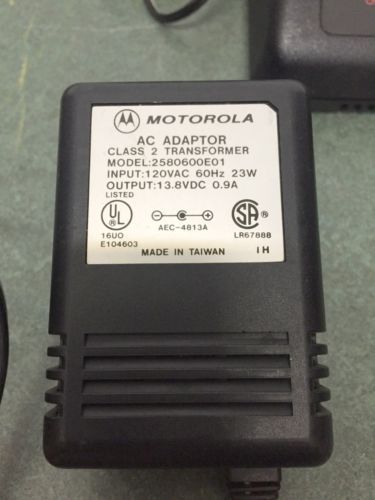 MOTOROLA
AC ADAPTOR
CLASS 2 TRANSFORMER
MODEL:2580600E01
INPUT:120VAC 60Hz 23W
OUTPUT:13.8VDC 0.9A
LISTED
UL
SA
16UO
AEC-4813A
LR67888
E104603
MADE IN TAIWAN
IH